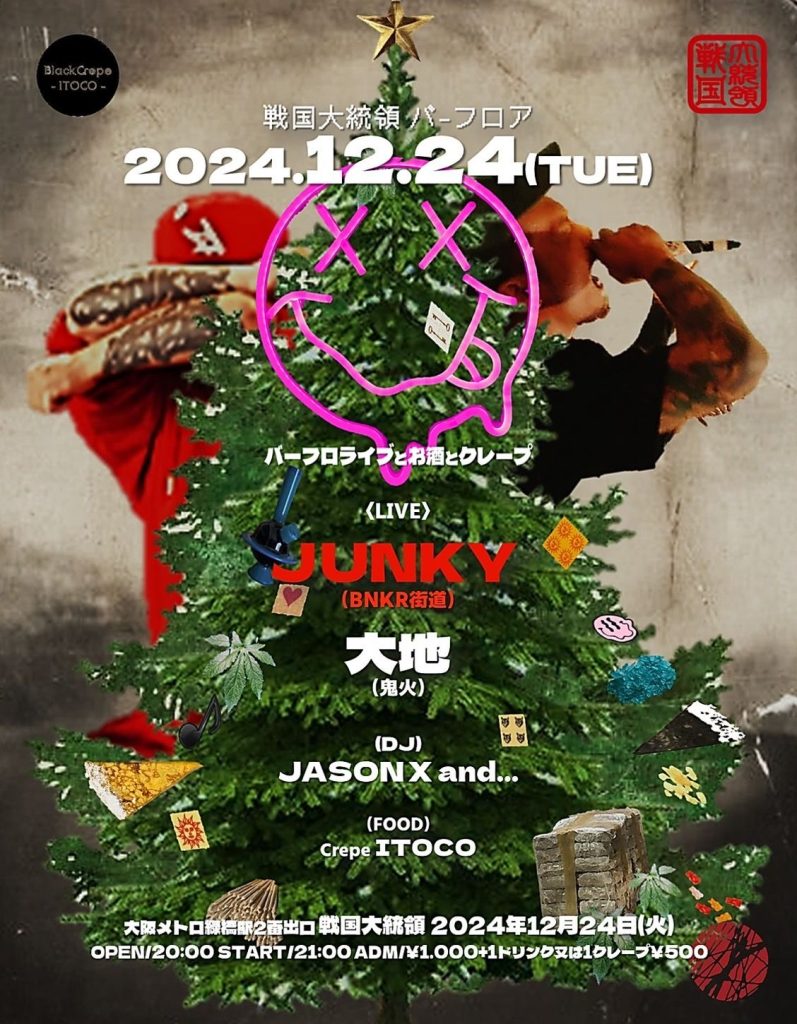 BlackCrepe
- ITOCO -
戦国大統領
戦国大統領 バーフロア
2024.12.24(TUE)
バーフロライブとお酒とクレープ
〈LIVE〉
JUNKY
(BNKR街道)
大地
(鬼火)
(DJ)
JASON X and...
(FOOD)
Crepe ITOCO
大阪メトロ深橋駅2番出口 戦国大統領 2024年12月24日(火)
OPEN/20:00 START/21:00 ADM/¥1.000+1ドリンク又は1クレープ¥500